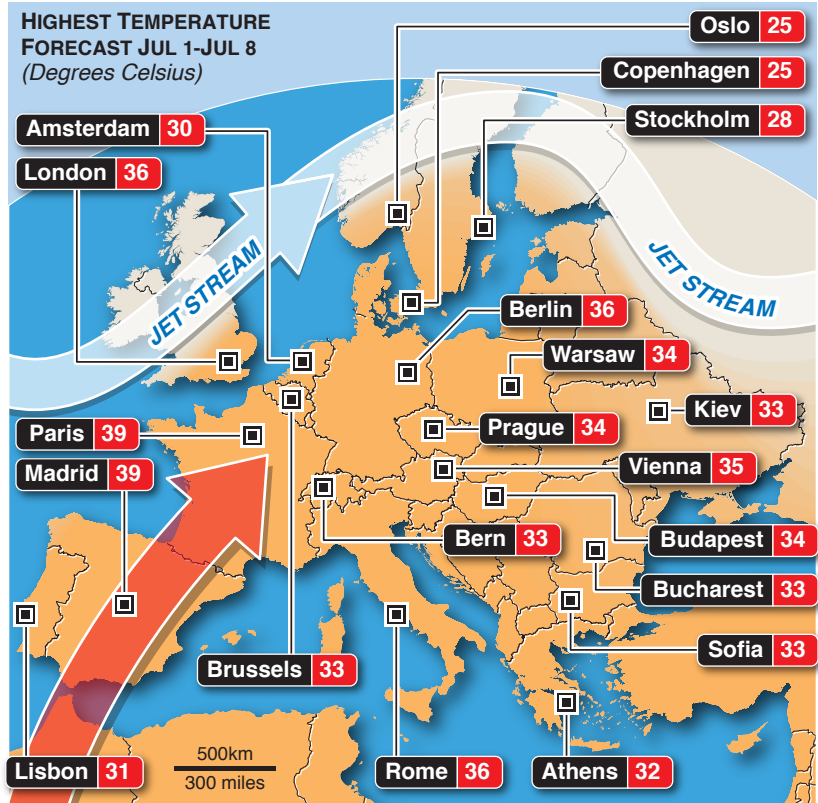 HIGHEST TEMPERATURE
FORECAST JUL 1-JUL 8
(Degrees Celsius)
Oslo 25
Copenhagen 25
Stockholm 28
Amsterdam 30
London 36
JET STREAM
JET STREAM
Berlin 36
Warsaw 34
Kiev 33
Paris 39
Prague 34
Madrid 39
Vienna 35
Bern 33
Budapest 34
Bucharest 33
Sofia 33
Brussels 33
500km
300 miles
Lisbon 31
Rome 36
Athens 32